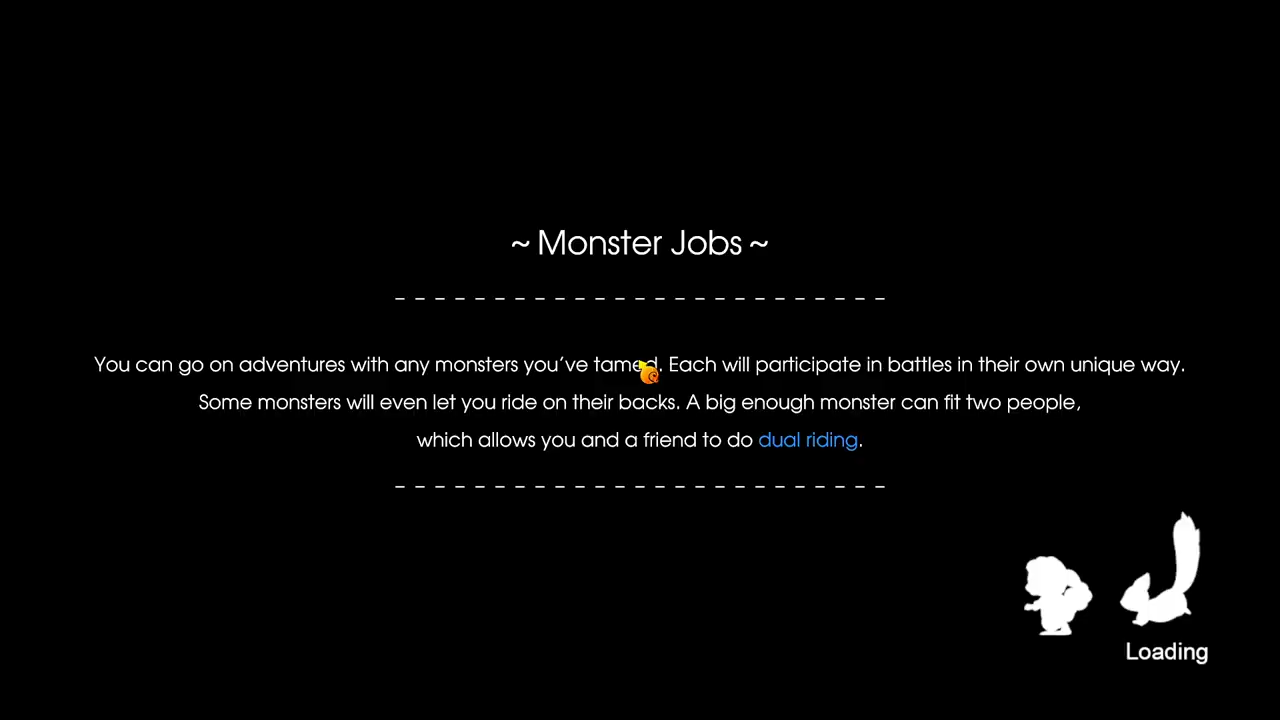 ~ Monster Jobs ~
- - - - - - - - - - - - - - - - - - - - - - - - -
You can go on adventures with any monsters you’ve tamed. Each will participate in battles in their own unique way.
Some monsters will even let you ride on their backs. A big enough monster can fit two people,
which allows you and a friend to do dual riding.
- - - - - - - - - - - - - - - - - - - - - - - - -
Loading